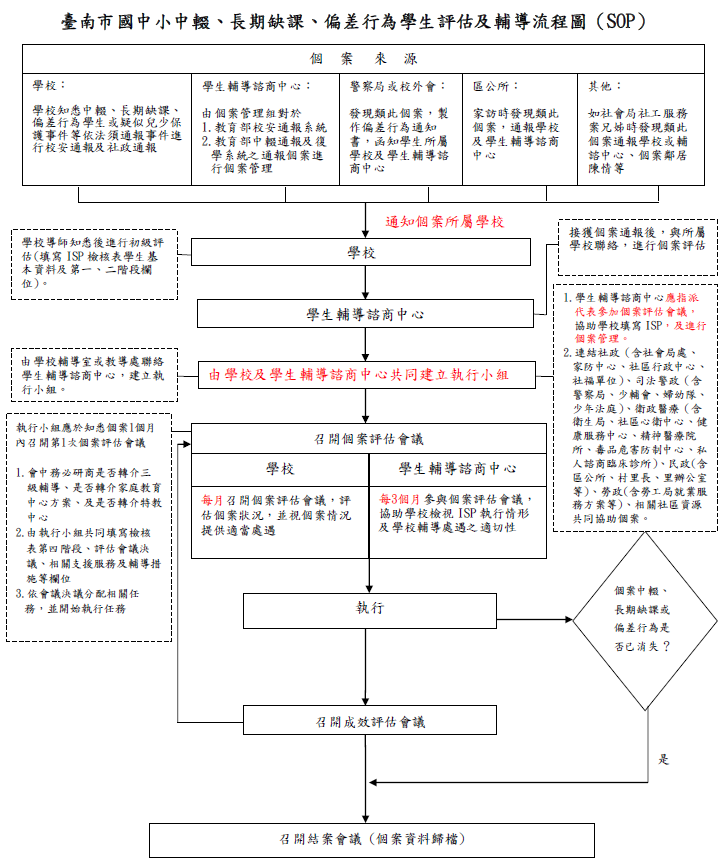 臺南市國中小中輟、長期缺課、偏差行為學生評估及輔導流程圖（SOP）
個 案 來 源
學校：
學校知悉中輟、長期缺課、
偏差行為學生或疑似兒少保
護事件等依法須通報事件進
行校安通報及社政通報
學生輔導諮商中心：
由個案管理組對於
1.教育部校安通報系統
2.教育部中輟通報及復
學系統之通報個案進
行個案管理
警察局或校外會：
發現類此個案，製
作偏差行為通知
書，函知學生所屬
學校及學生輔導諮
商中心
區公所：
家訪時發現類此
個案，通報學校
及學生輔導諮商
中心
其他：
如社會局社工服務
案兄姊時發現類此
個案通報學校或輔
諮中心、個案鄰居
陳情等
通知個案所屬學校
學校導師知悉後進行初級評
估(填寫 ISP 檢核表學生基
本資料及第一、二階段欄
位)。
學校
接獲個案通報後，與所屬
學校聯絡，進行個案評估
學生輔導諮商中心
由學校輔導室或教導處聯絡
學生輔導諮商中心，建立執
行小組。
由學校及學生輔導諮商中心共同建立執行小組
1.學生輔導諮商中心應指派
代表參加個案評估會議，
協助學校填寫 ISP，及進行
個案管理。
2.連結社政（含社會局處、
家防中心、社區行政中心、
社福單位)、司法警政（含
警察局、少輔會、婦幼隊、
少年法庭)、衛政醫療（含
衛生局、社區心衛中心、健
康服務中心、精神醫療院
所、毒品危害防制中心、私
人諮商臨床診所)、民政(含
區公所、村里長、里辦公室
等)、勞政(含勞工局就業服
務方案等)、相關社區資源
共同協助個案。
執行小組應於知悉個案1個月
內召開第1次個案評估會議
1.會中務必研商是否轉介三
級輔導、是否轉介家庭教育
中心方案、及是否轉介特教
中心
2.由執行小組共同填寫檢核
表第四階段、評估會議決
議、相關支援服務及輔導措
施等欄位
3.依會議決議分配相關任
務，並開始執行任務
召開個案評估會議
學校
每月召開個案評估會議，評
估個案狀況，並視個案情況
提供適當處遇
學生輔導諮商中心
每3個月參與個案評估會議，
協助學校檢視 ISP 執行情形
及學校輔導處遇之適切性
執行
個案中輟、
長期缺課或
偏差行為是
否已消失？
召開成效評估會議
是
召開結案會議（個案資料歸檔）